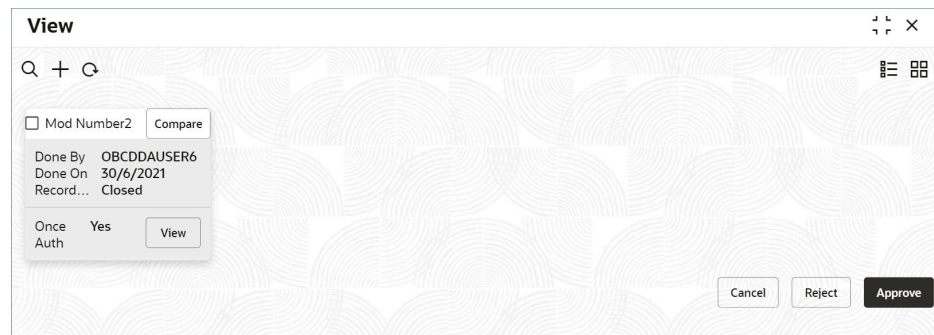 View
Mod Number2 Compare
Done By OBCDDAUSER6
Done On 30/6/2021
Record... Closed
Once Yes
Auth
View
Cancel Reject Approve